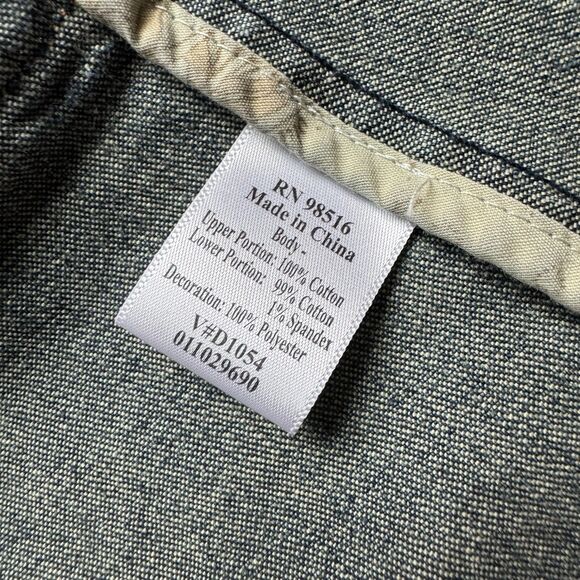 RN 98516
Made in China
Body -
Upper Portion: 100% Cotton
Lower Portion: 99% Cotton
1% Spandex
Decoration: 100% Polyester
V#D1054
011029690